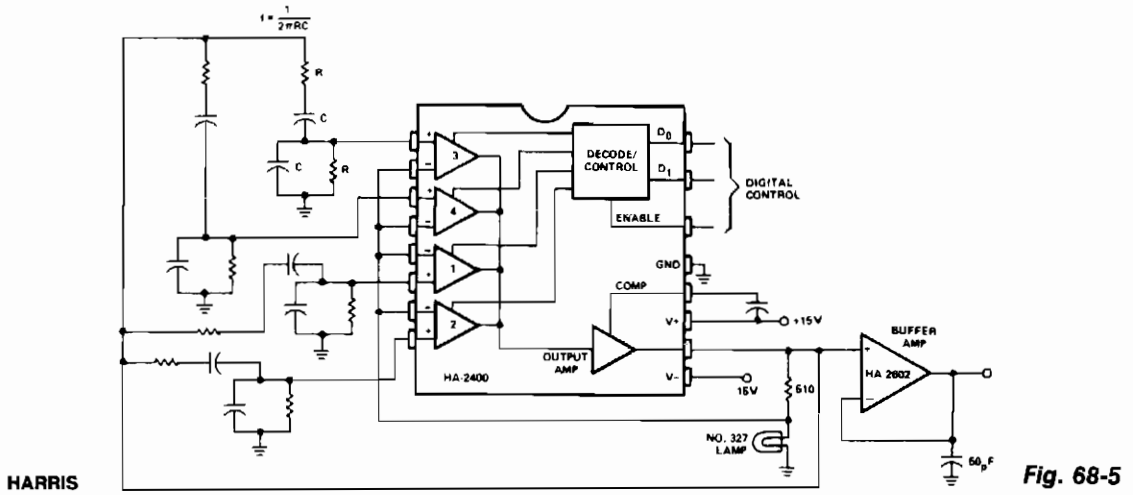 f = 1
2πRC
R
C
C
R
+
−
3
+
−
4
−
+
1
−
+
2
DECODE/
CONTROL
D0
D1
ENABLE
DIGITAL
CONTROL
GND
COMP
V+
+15V
OUTPUT
AMP
HA-2400
V−
15V
510
NO. 327
LAMP
BUFFER
AMP
+
HA 2602
−
50pF
HARRIS
Fig. 68-5